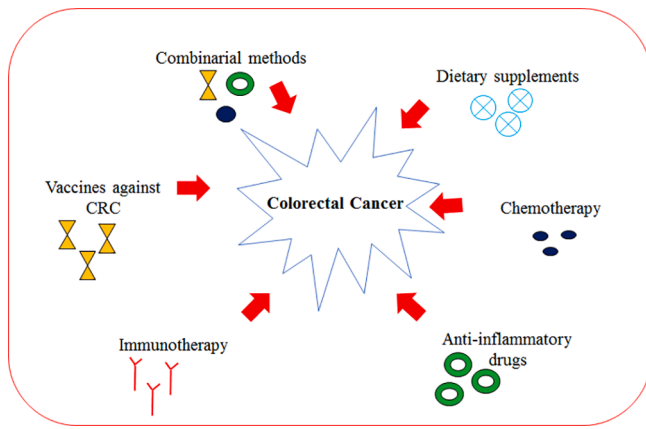 Combinarial methods
Dietary supplements
Vaccines against
CRC
Colorectal Cancer
Chemotherapy
Immunotherapy
Anti-inflammatory
drugs